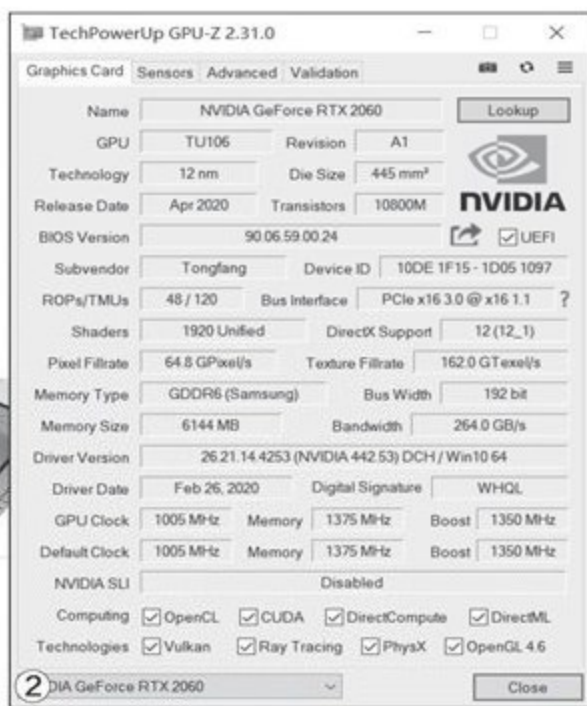 TechPowerUp GPU-Z 2.31.0
Graphics Card Sensors Advanced Validation
Name NVIDIA GeForce RTX 2060 Lookup
GPU TU106 Revision A1
Technology 12 nm Die Size 445 mm²
Release Date Apr 2020 Transistors 10800M
NVIDIA
BIOS Version 90.06.59.00.24 UEFI
Subvendor Tongfang Device ID 10DE 1F15 - 1D05 1097
ROPs/TMUs 48 / 120 Bus Interface PCIe x16 3.0 @ x16 1.1 ?
Shaders 1920 Unified DirectX Support 12 (12_1)
Pixel Fillrate 64.8 GPixel/s Texture Fillrate 162.0 GTexel/s
Memory Type GDDR6 (Samsung) Bus Width 192 bit
Memory Size 6144 MB Bandwidth 264.0 GB/s
Driver Version 26.21.14.4253 (NVIDIA 442.53) DCH / Win10 64
Driver Date Feb 26, 2020 Digital Signature WHQL
GPU Clock 1005 MHz Memory 1375 MHz Boost 1350 MHz
Default Clock 1005 MHz Memory 1375 MHz Boost 1350 MHz
NVIDIA SLI Disabled
Computing OpenCL CUDA DirectCompute DirectML
Technologies Vulkan Ray Tracing PhysX OpenGL 4.6
② DIA GeForce RTX 2060 Close